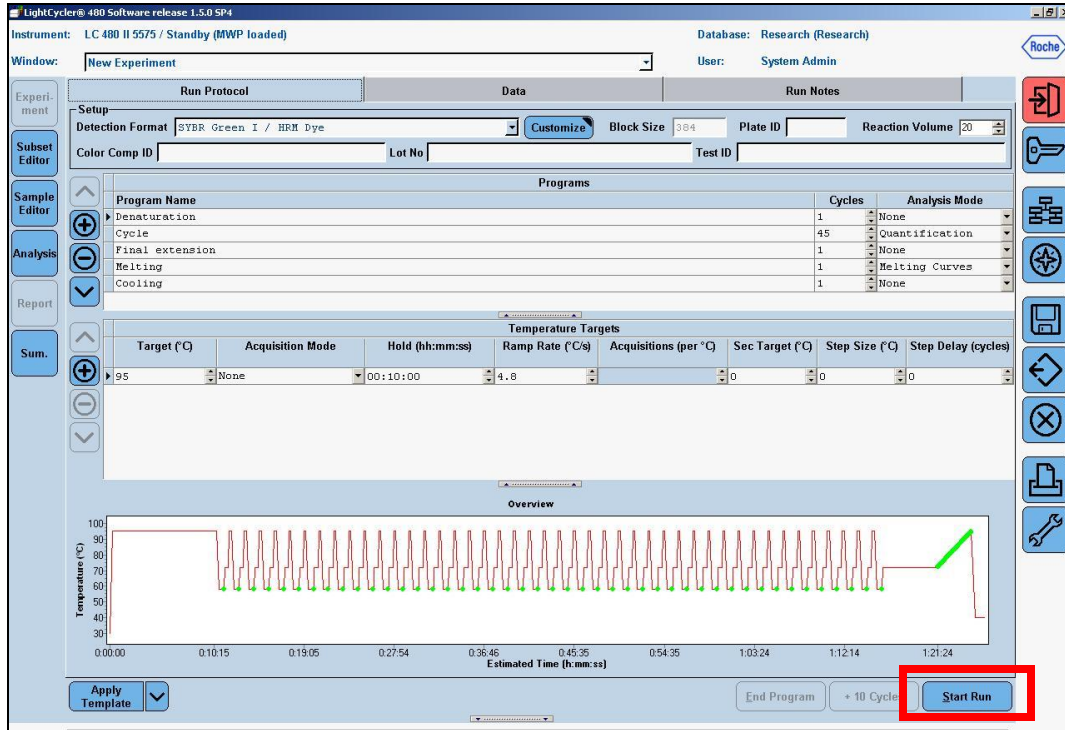 LightCycler® 480 Software release 1.5.0 SP4
Instrument: LC 480 II 5575 / Standby (MWP loaded) Database: Research (Research)
Roche
Window: New Experiment User: System Admin
Experi-
ment
Subset
Editor
Sample
Editor
Analysis
Report
Sum.
Run Protocol Data Run Notes
Setup
Detection Format SYBR Green I / HRM Dye Customize Block Size 384 Plate ID Reaction Volume 20
Color Comp ID Lot No Test ID
Programs
Program Name Cycles Analysis Mode
Denaturation 1 None
Cycle 45 Quantification
Final extension 1 None
Melting 1 Melting Curves
Cooling 1 None
Temperature Targets
Target (°C) Acquisition Mode Hold (hh:mm:ss) Ramp Rate (°C/s) Acquisitions (per °C) Sec Target (°C) Step Size (°C) Step Delay (cycles)
95 None 00:10:00 4.8 0 0 0
Overview
Temperature (°C)
100
90
80
70
60
50
40
30
0:00:00 0:10:15 0:19:05 0:27:54 0:36:46 0:45:35 0:54:35 1:03:24 1:12:14 1:21:24
Estimated Time (h:mm:ss)
Apply
Template
End Program + 10 Cycle Start Run